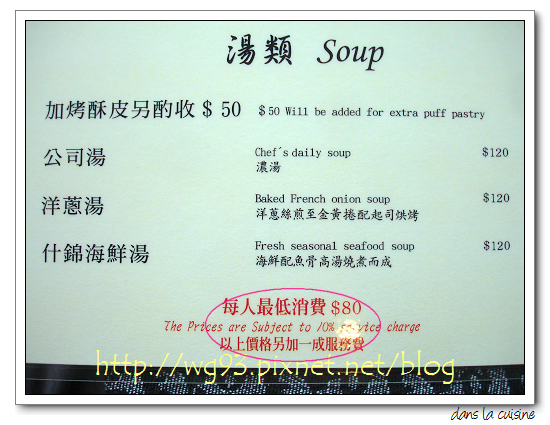 湯類 Soup
加烤酥皮另酌收 $ 50 $50 Will be added for extra puff pastry
公司湯 Chef's daily soup $120
濃湯
洋蔥湯 Baked French onion soup $120
洋蔥絲煎至金黃捲配起司烘烤
什錦海鮮湯 Fresh seasonal seafood soup $120
海鮮配魚骨高湯燒煮而成
每人最低消費 $80
The Prices are Subject to 10% service charge
以上價格另加一成服務費
http://wg93.pixnet.net/blog
dans la cuisine